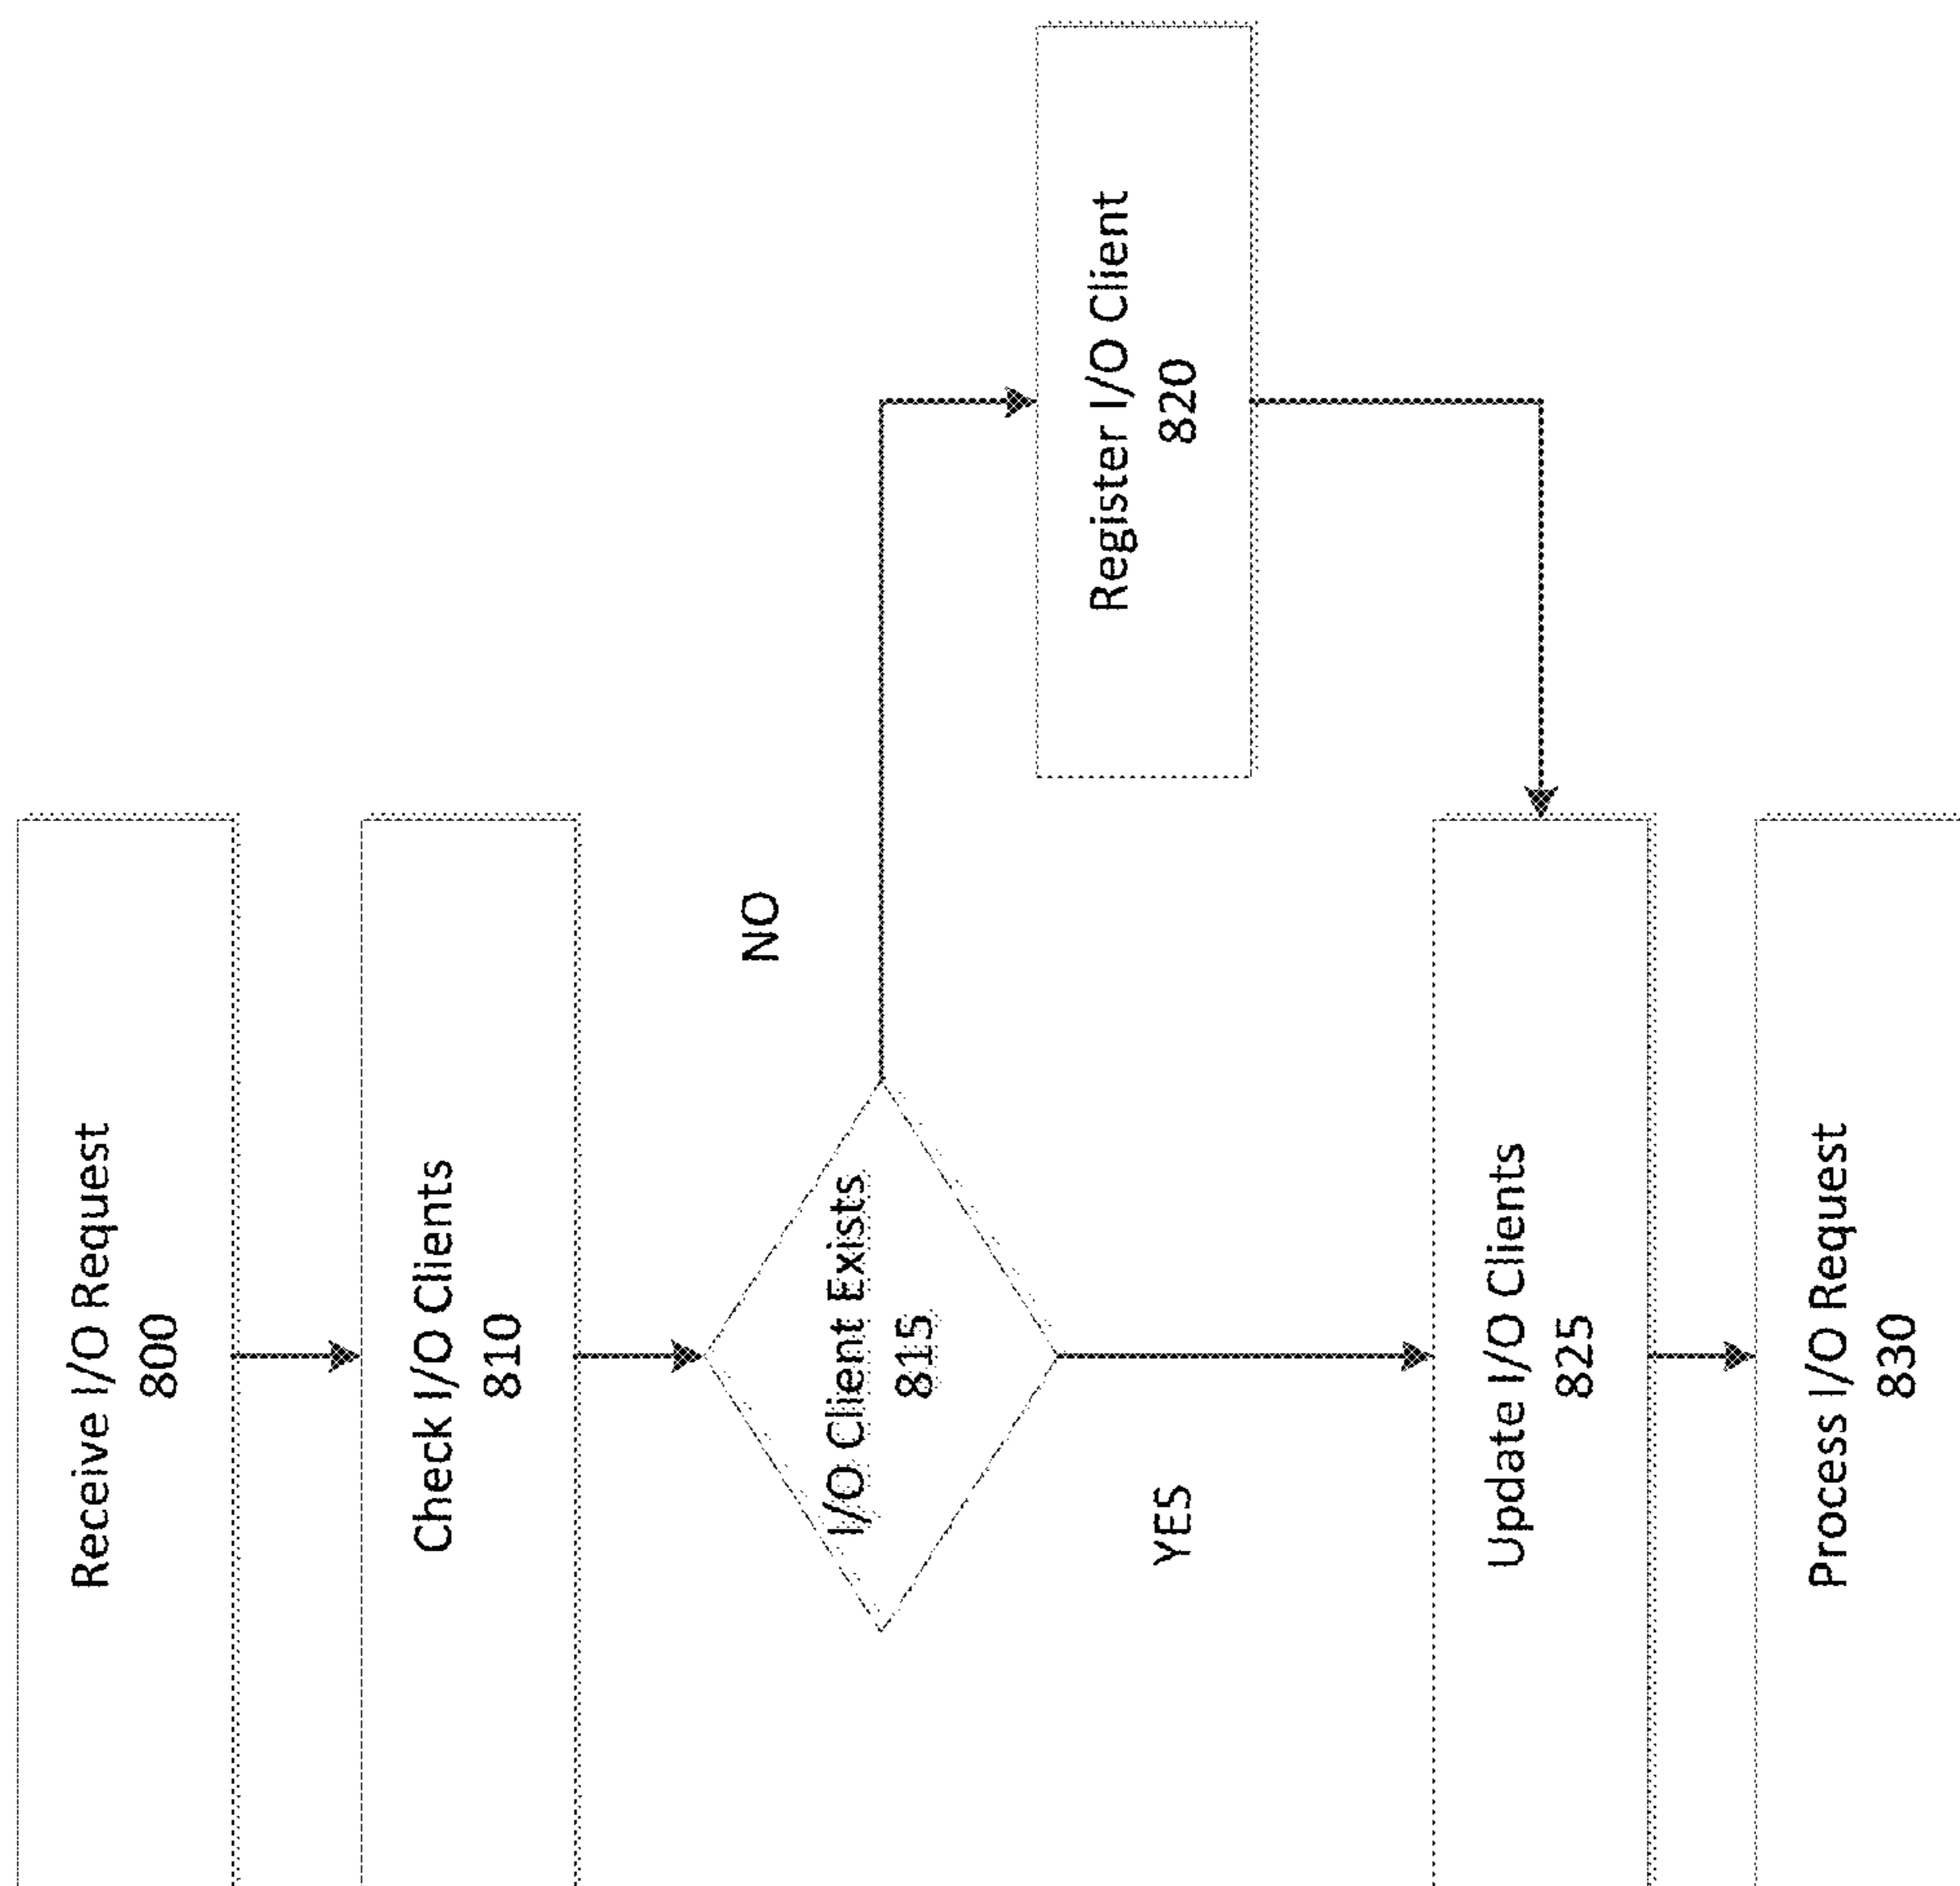 Receive I/O Request
800
Check I/O Clients
810
I/O Client Exists
815
NO
YES
Register I/O Client
820
Update I/O Clients
825
Process I/O Request
830